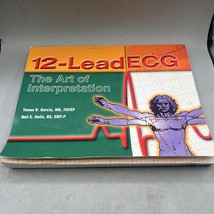 12-Lead ECG
The Art of
Interpretation
Tomas B. Garcia, MD, FACEP
Neil E. Holtz, BS, EMT-P